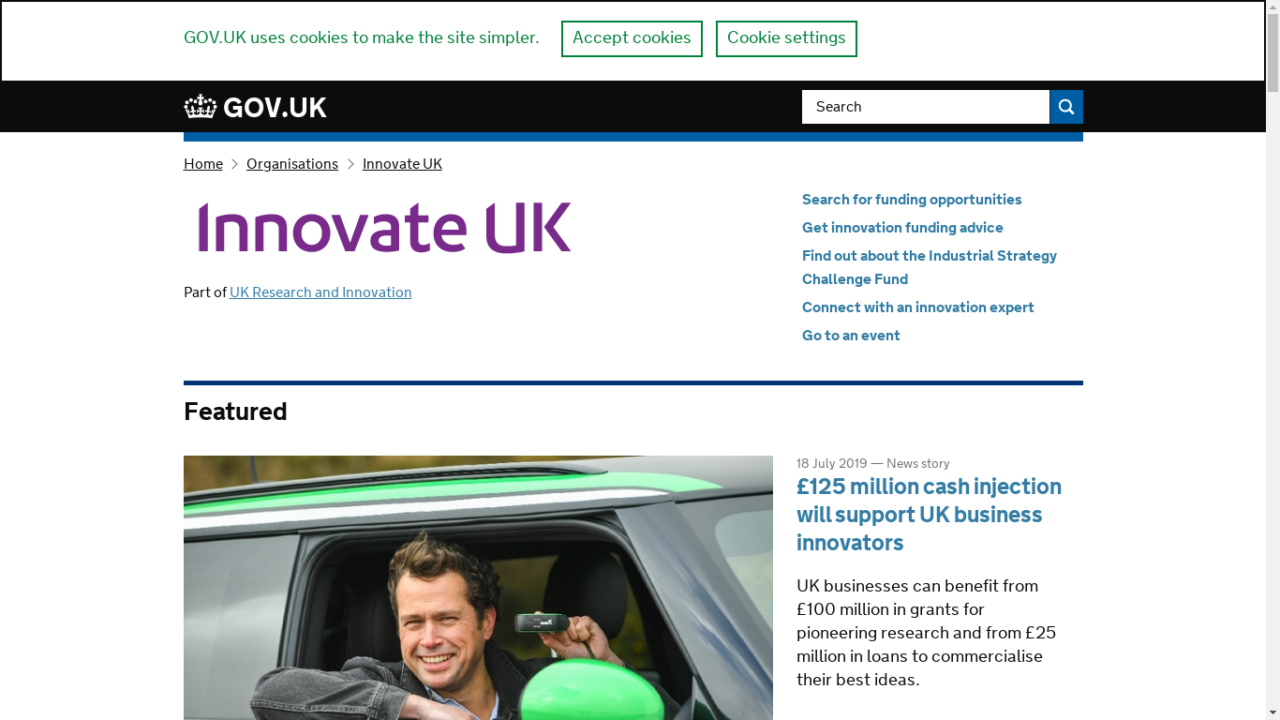 GOV.UK uses cookies to make the site simpler. Accept cookies Cookie settings
GOV.UK Search
Home Organisations Innovate UK
Innovate UK
Part of UK Research and Innovation
Search for funding opportunities
Get innovation funding advice
Find out about the Industrial Strategy
Challenge Fund
Connect with an innovation expert
Go to an event
Featured
18 July 2019 — News story
£125 million cash injection
will support UK business
innovators
UK businesses can benefit from
£100 million in grants for
pioneering research and from £25
million in loans to commercialise
their best ideas.